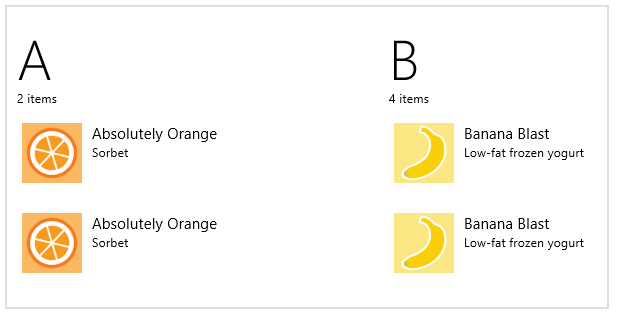 A
2 items
Absolutely Orange
Sorbet
Absolutely Orange
Sorbet
B
4 items
Banana Blast
Low-fat frozen yogurt
Banana Blast
Low-fat frozen yogurt